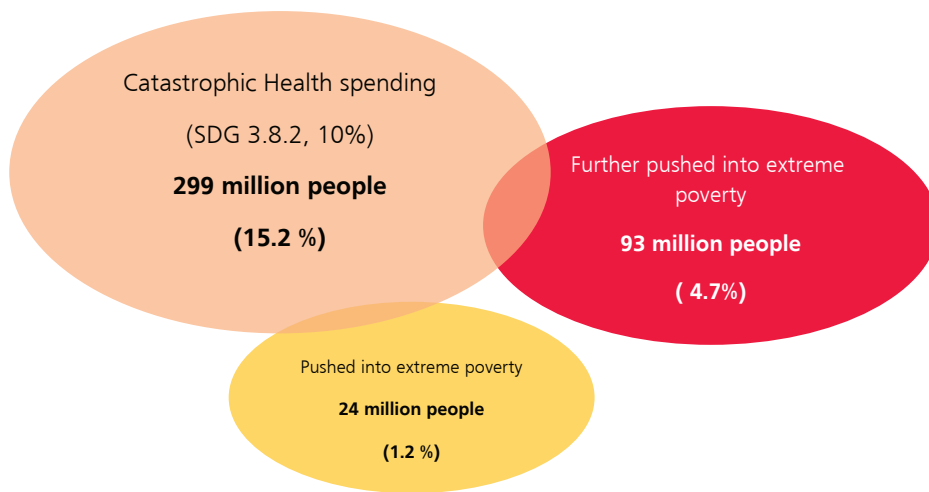 Catastrophic Health spending
(SDG 3.8.2, 10%)
299 million people
(15.2 %)
Further pushed into extreme
poverty
93 million people
( 4.7%)
Pushed into extreme poverty
24 million people
(1.2 %)